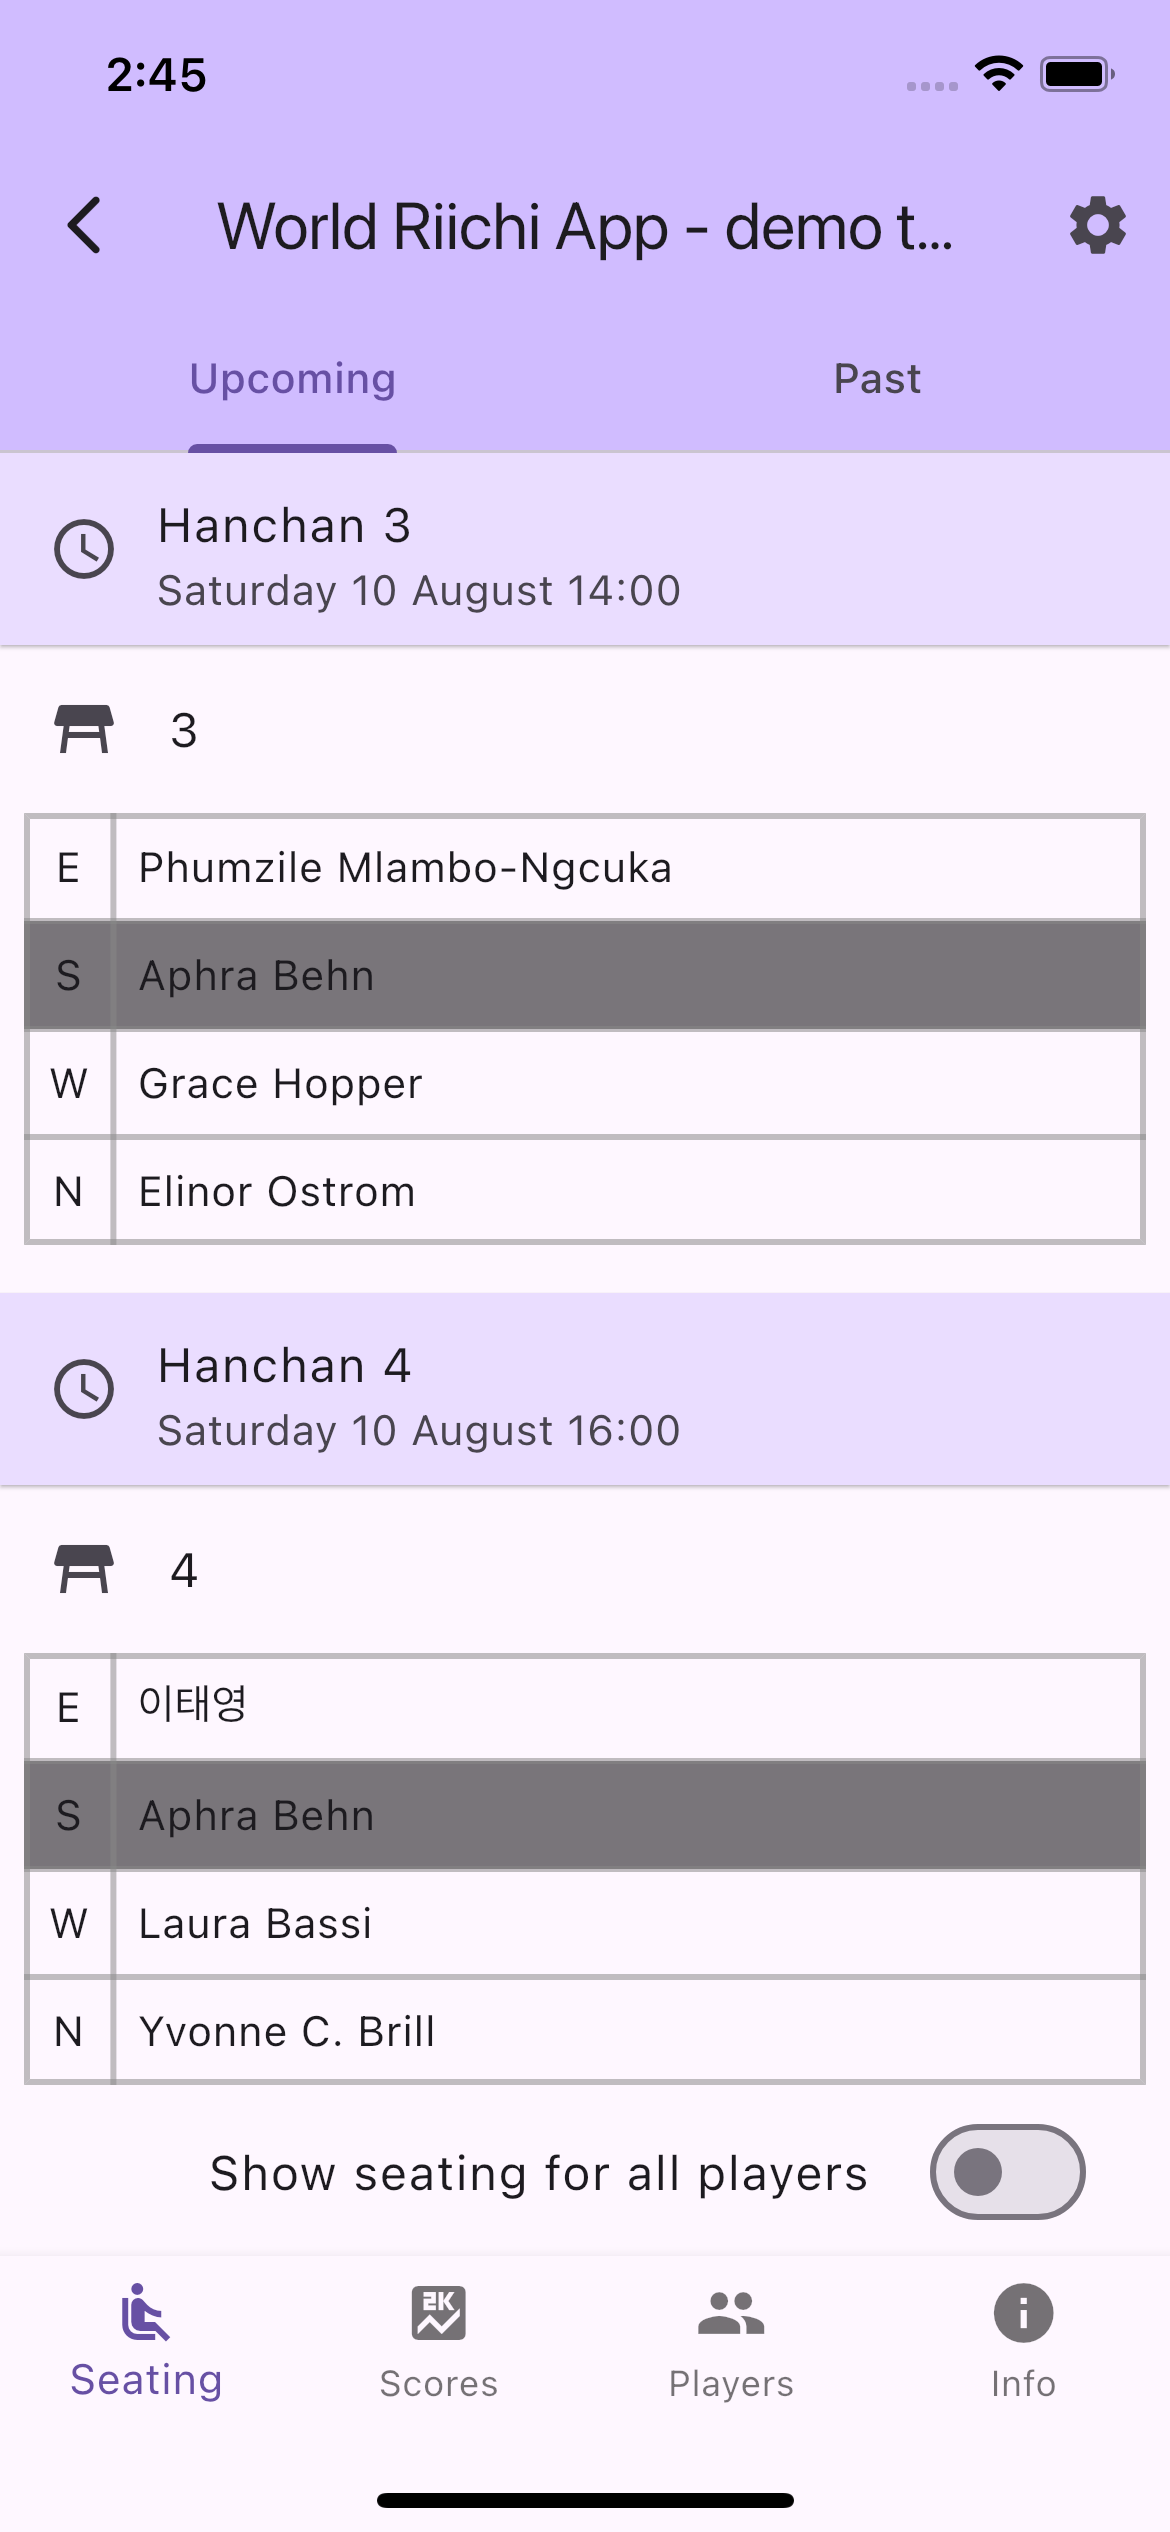 2:45
World Riichi App - demo t...
Upcoming
Past
Hanchan 3
Saturday 10 August 14:00
3
E Phumzile Mlambo-Ngcuka
S Aphra Behn
W Grace Hopper
N Elinor Ostrom
Hanchan 4
Saturday 10 August 16:00
4
E 이태영
S Aphra Behn
W Laura Bassi
N Yvonne C. Brill
Show seating for all players
2K
Seating
Scores
Players
Info